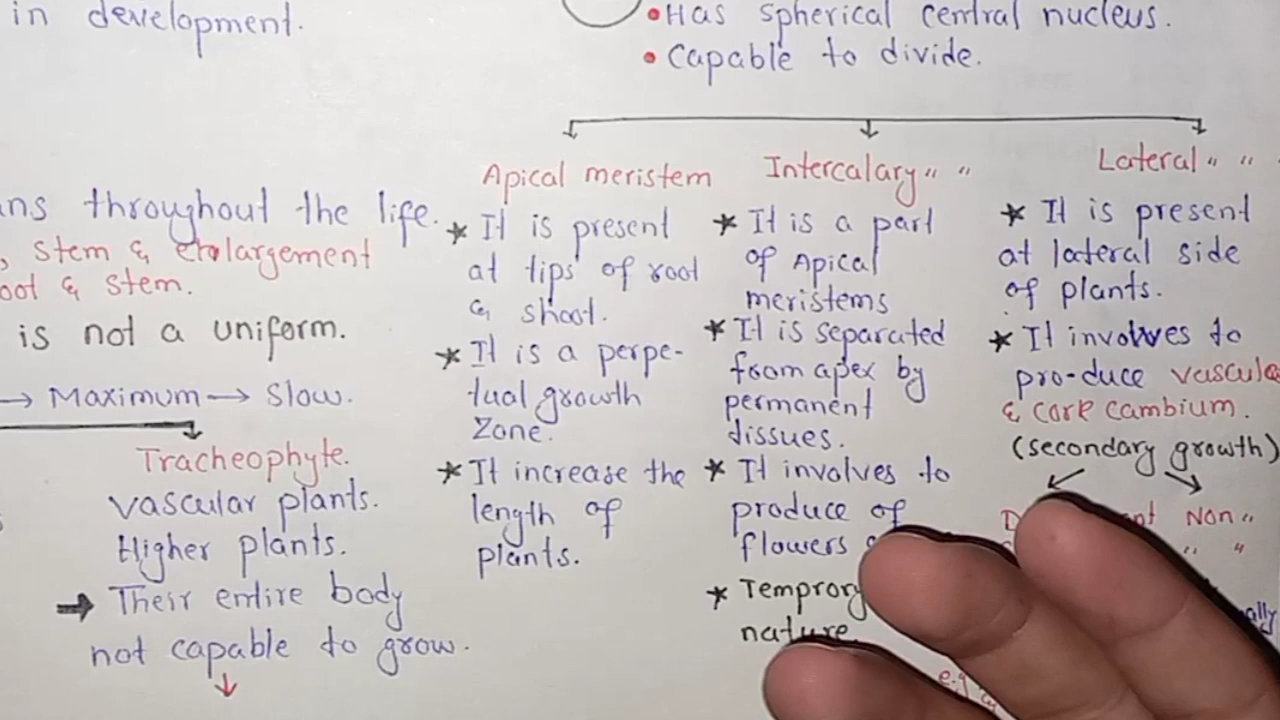 in development.
• Has spherical central nucleus.
• Capable to divide.
ans throughout the life.
, Stem & enlargement
oot & stem.
is not a uniform.
→ Maximum → Slow.
Tracheophyte.
vascular plants.
Higher plants.
→ Their entire body
not capable to grow.
Apical meristem
* It is present
at tips of root
& shoot.
* It is a perpe-
tual growth
Zone.
* It increase the
length of
plants.
Intercalary " "
* It is a part
of Apical
meristems
* It is separated
from apex by
permanent
tissues.
* It involves to
produce of
flowers
* Temprory
nature.
Lateral " "
* It is present
at lateral side
of plants.
* It involves to
pro-duce vascula
& cork cambium.
(secondary growth)
Non "
" "
ally
e.g